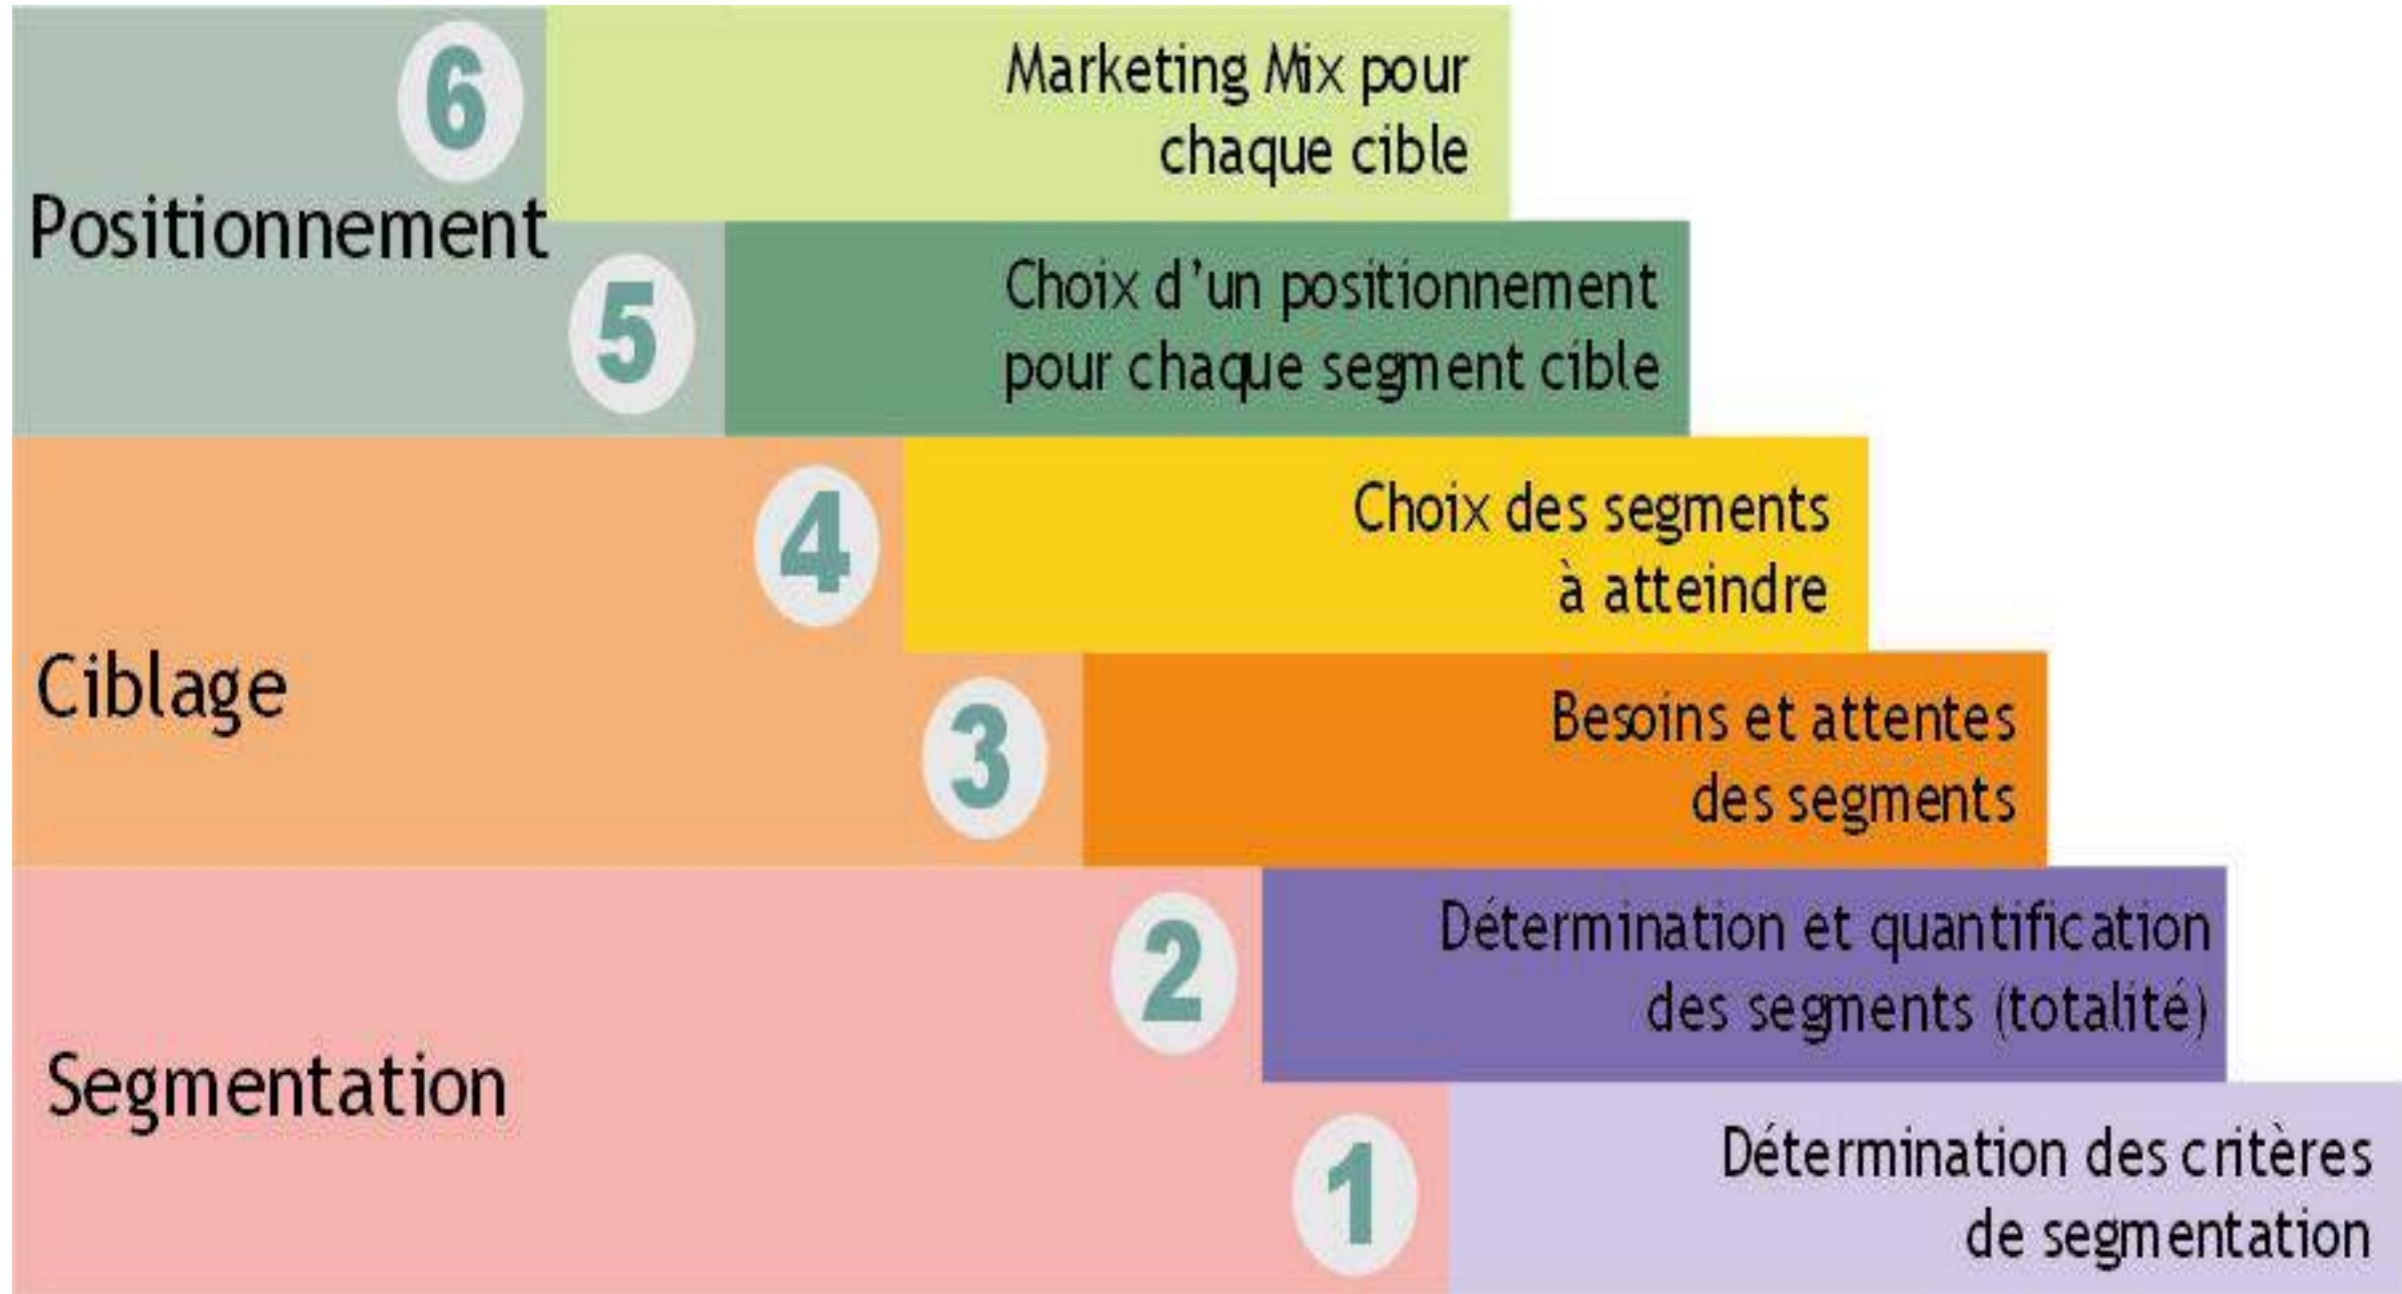 6
Marketing Mix pour
chaque cible
Positionnement
5
Choix d'un positionnement
pour chaque segment cible
4
Choix des segments
à atteindre
Ciblage
3
Besoins et attentes
des segments
2
Détermination et quantification
des segments (totalité)
Segmentation
1
Détermination des critères
de segmentation